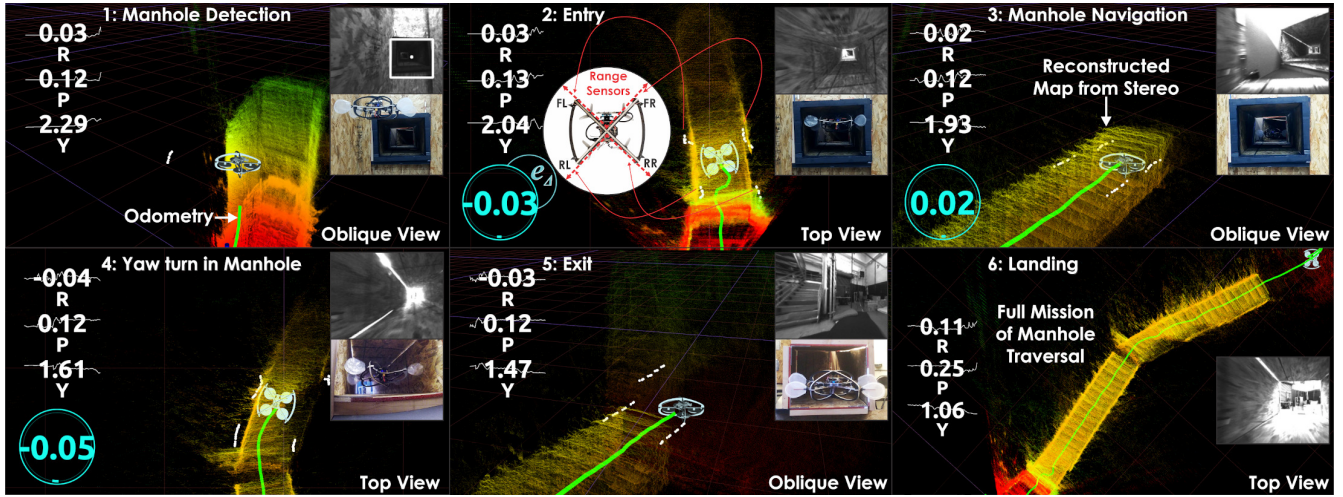 1: Manhole Detection
0.03
R
0.12
P
2.29
Y
Odometry
Oblique View
2: Entry
0.03
R
0.13
P
2.04
Y
Range
Sensors
FL
FR
RL
RR
eΔ
-0.03
Top View
3: Manhole Navigation
0.02
R
0.12
P
1.93
Y
Reconstructed
Map from Stereo
0.02
Oblique View
4: Yaw turn in Manhole
-0.04
R
0.12
P
1.61
Y
-0.05
Top View
5: Exit
-0.03
R
0.12
P
1.47
Y
Oblique View
6: Landing
0.11
R
0.25
P
1.06
Y
Full Mission
of Manhole
Traversal
Top View